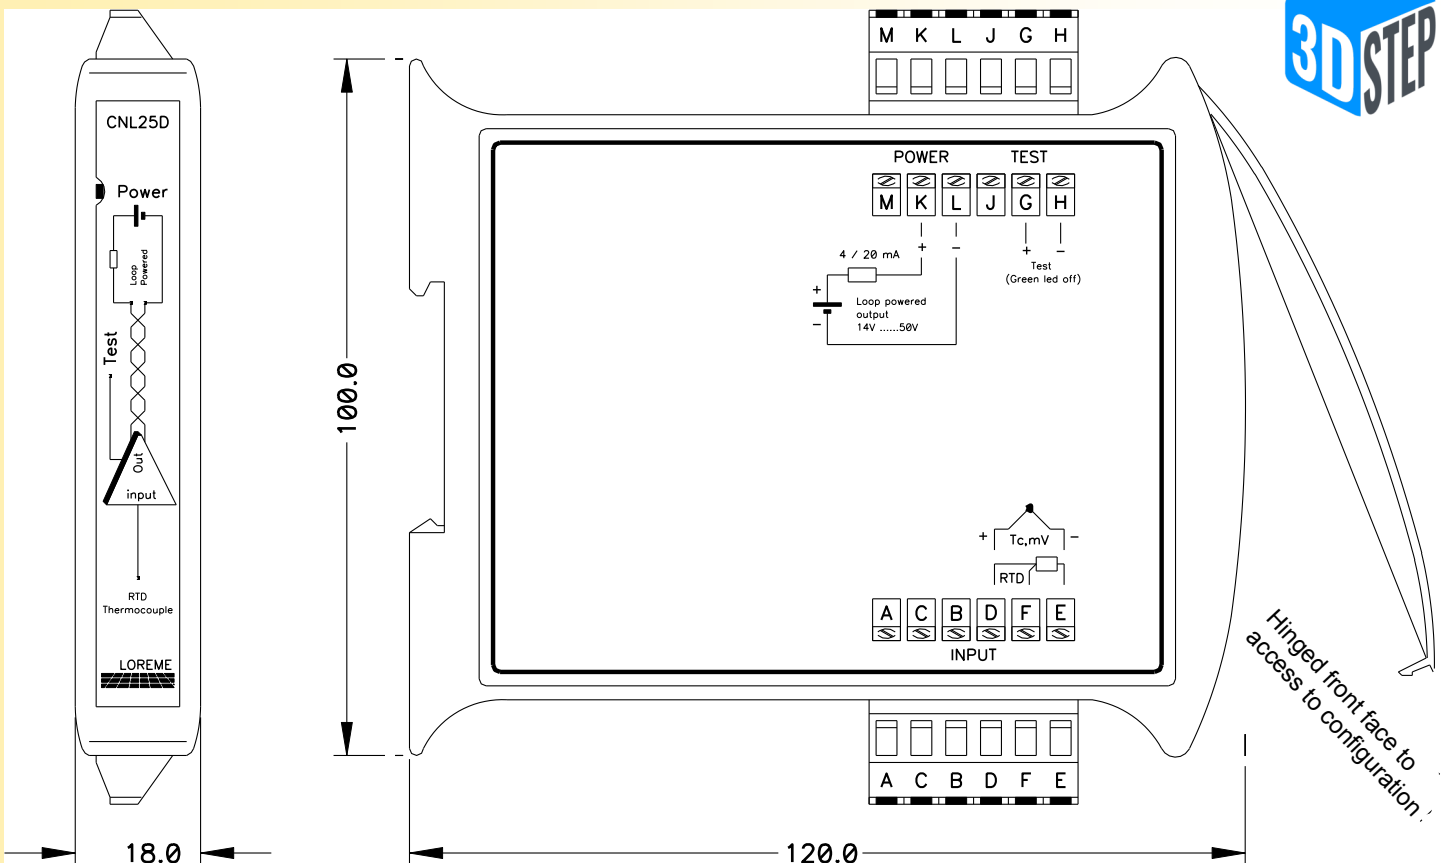 M K L J G H
3D STEP
CNL25D
Power
Loop
Powered
Test
Out
input
RTD
Thermocouple
LOREME
18.0
100.0
POWER TEST
M K L J G H
+ − + −
4 / 20 mA
Test
(Green led off)
+
Loop powered
output
14V ......50V
−
+ Tc,mV −
RTD
A C B D F E
INPUT
A C B D F E
120.0
Hinged front face to
access to configuration